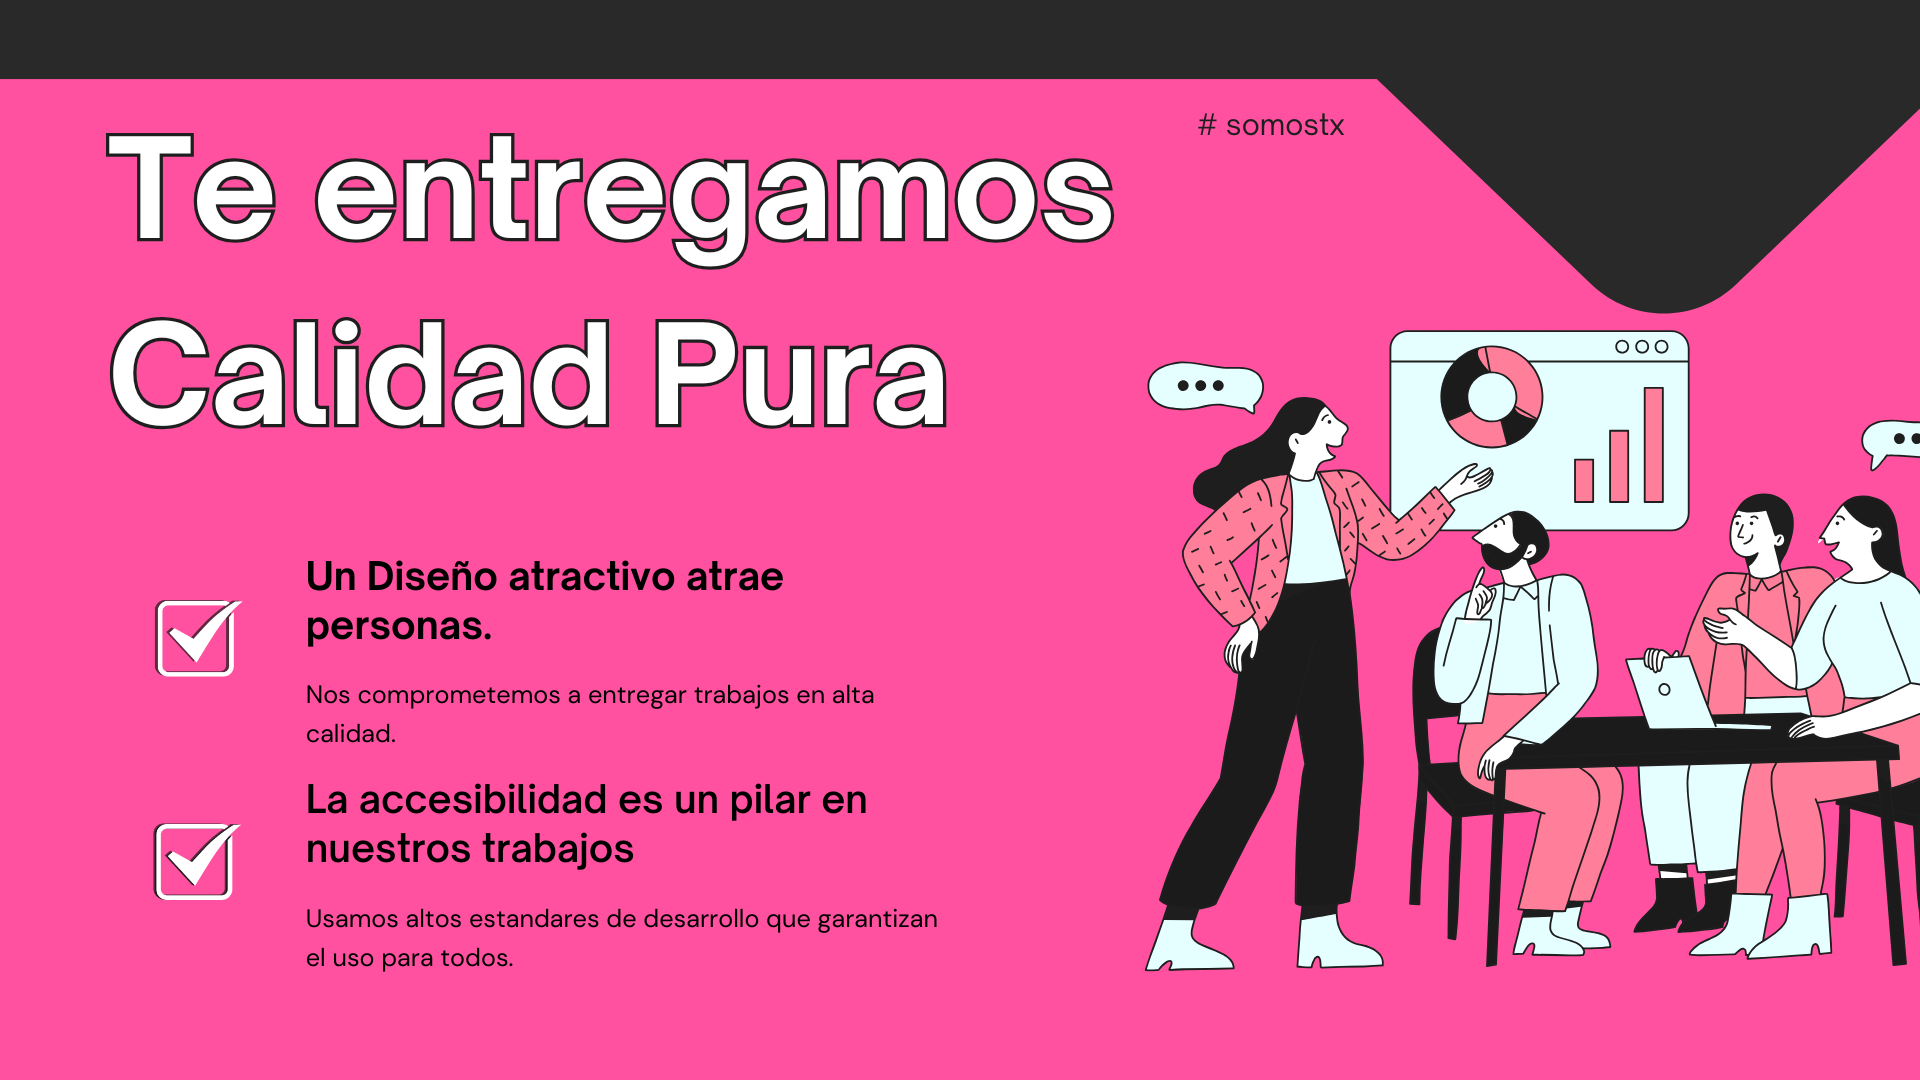 # somostx
Te entregamos
Calidad Pura
Un Diseño atractivo atrae
personas.
Nos comprometemos a entregar trabajos en alta
calidad.
La accesibilidad es un pilar en
nuestros trabajos
Usamos altos estandares de desarrollo que garantizan
el uso para todos.